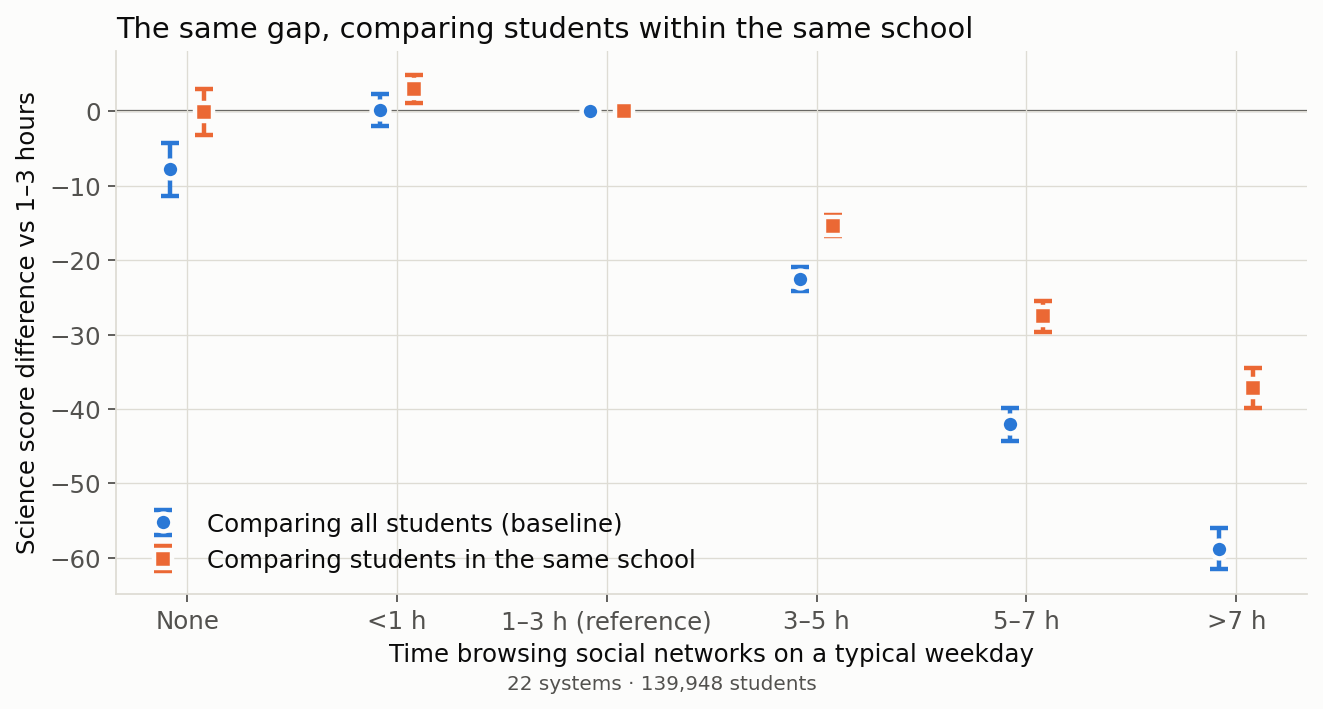 The same gap, comparing students within the same school
Science score difference vs 1–3 hours
0
−10
−20
−30
−40
−50
−60
Comparing all students (baseline)
Comparing students in the same school
None
<1 h
1–3 h (reference)
3–5 h
5–7 h
>7 h
Time browsing social networks on a typical weekday
22 systems · 139,948 students